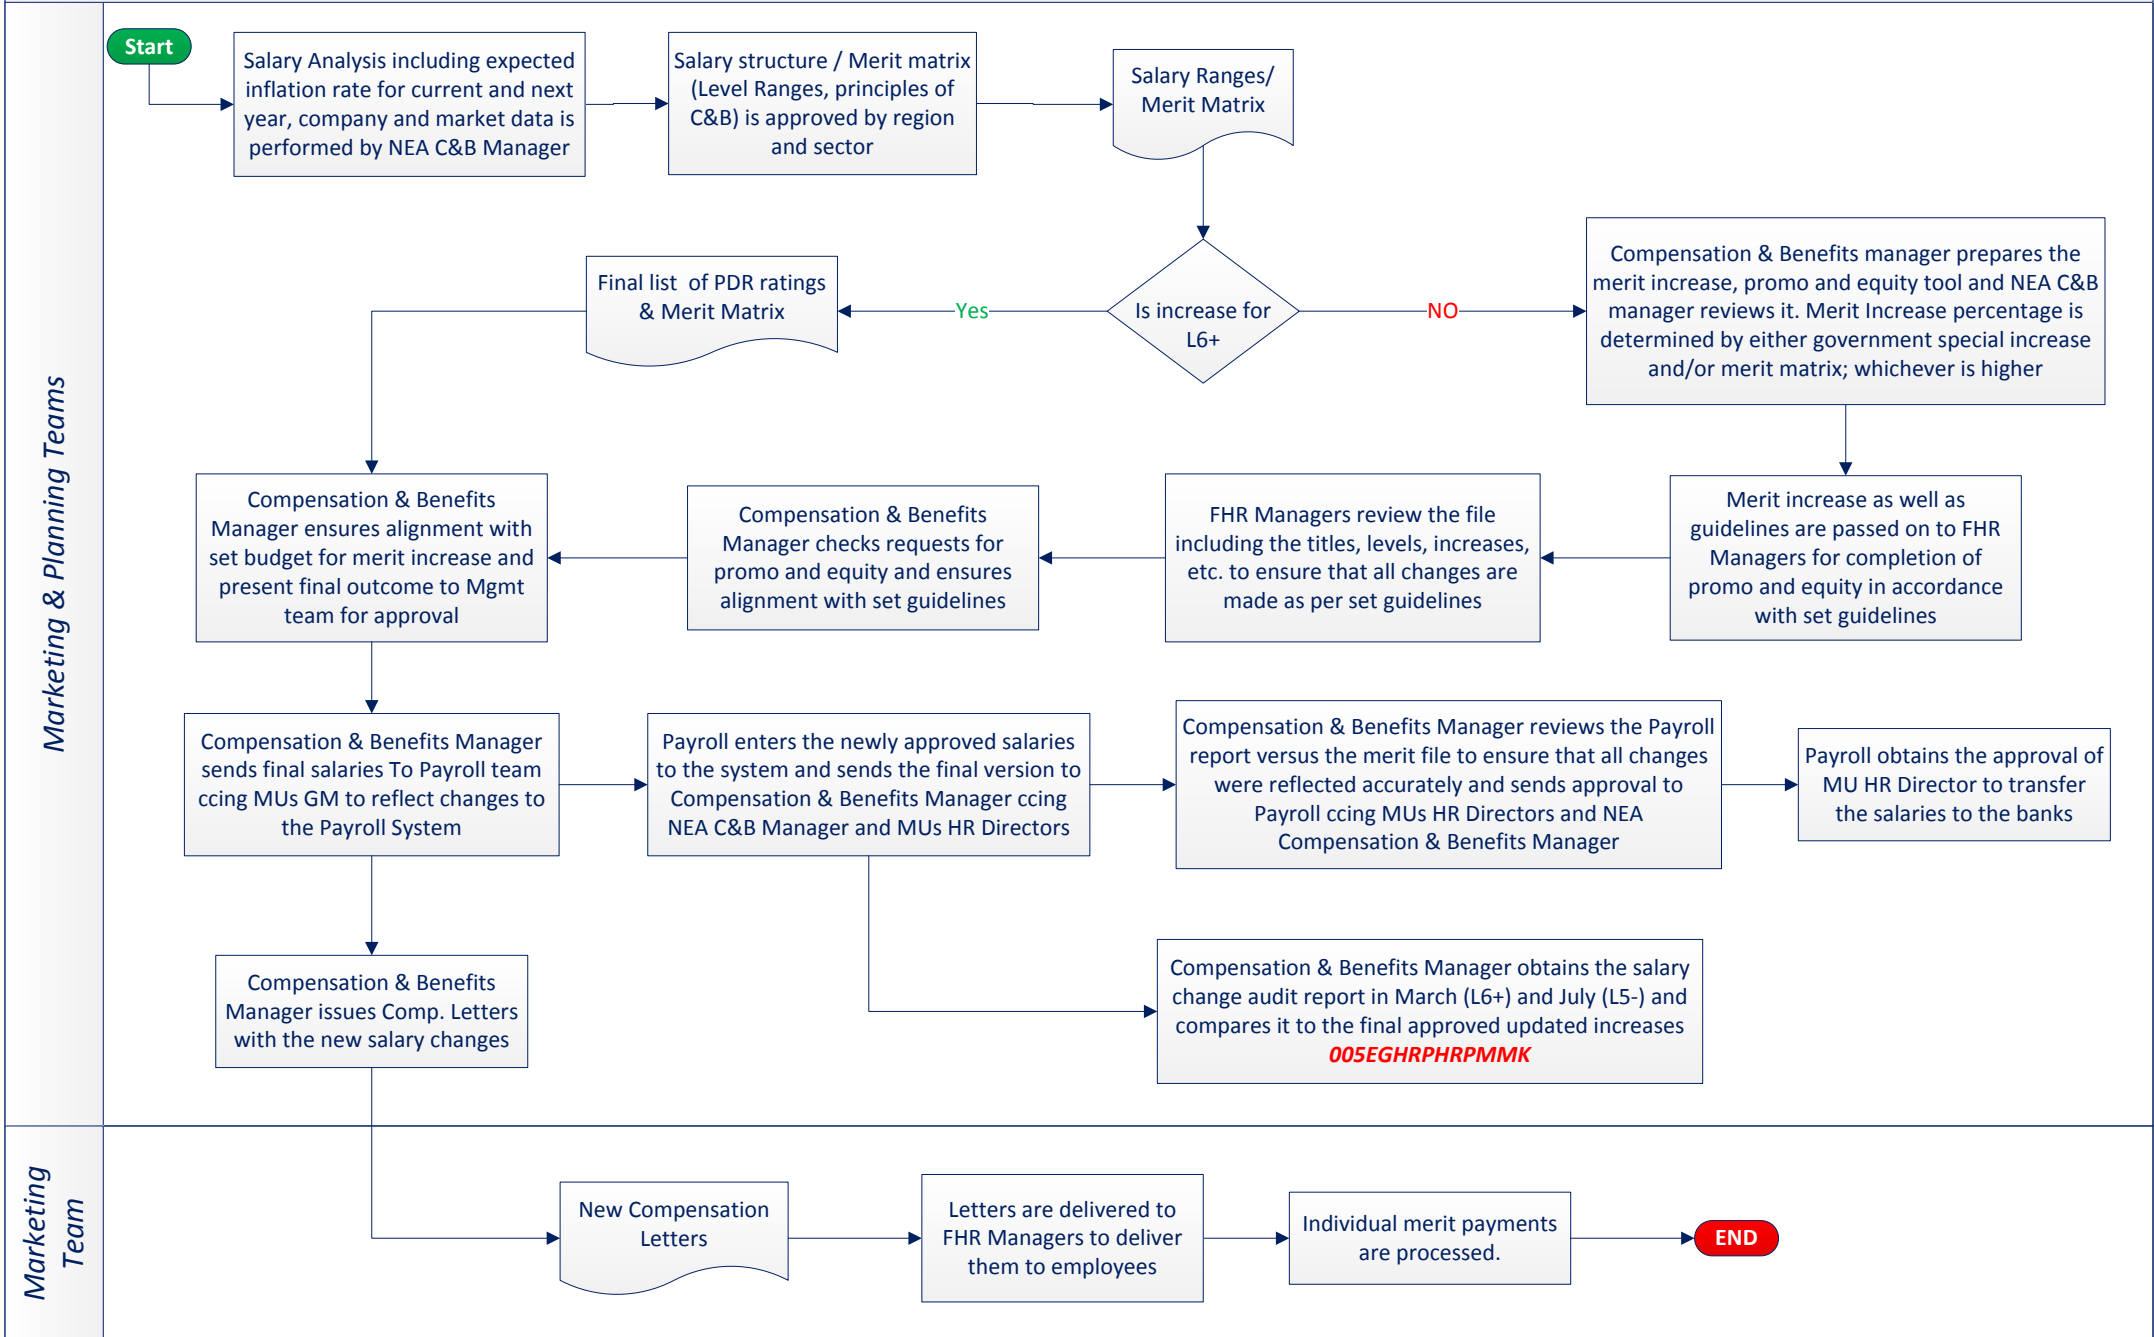 Marketing & Planning Teams
Start
Salary Analysis including expected
inflation rate for current and next
year, company and market data is
performed by NEA C&B Manager
Salary structure / Merit matrix
(Level Ranges, principles of
C&B) is approved by region
and sector
Salary Ranges/
Merit Matrix
Is increase for
L6+
Yes
NO
Final list  of PDR ratings
& Merit Matrix
Compensation & Benefits manager prepares the
merit increase, promo and equity tool and NEA C&B
manager reviews it. Merit Increase percentage is
determined by either government special increase
and/or merit matrix; whichever is higher
Merit increase as well as
guidelines are passed on to FHR
Managers for completion of
promo and equity in accordance
with set guidelines
FHR Managers review the file
including the titles, levels, increases,
etc. to ensure that all changes are
made as per set guidelines
Compensation & Benefits
Manager checks requests for
promo and equity and ensures
alignment with set guidelines
Compensation & Benefits
Manager ensures alignment with
set budget for merit increase and
present final outcome to Mgmt
team for approval
Compensation & Benefits Manager
sends final salaries To Payroll team
ccing MUs GM to reflect changes to
the Payroll System
Payroll enters the newly approved salaries
to the system and sends the final version to
Compensation & Benefits Manager ccing
NEA C&B Manager and MUs HR Directors
Compensation & Benefits Manager reviews the Payroll
report versus the merit file to ensure that all changes
were reflected accurately and sends approval to
Payroll ccing MUs HR Directors and NEA
Compensation & Benefits Manager
Payroll obtains the approval of
MU HR Director to transfer
the salaries to the banks
Compensation & Benefits Manager obtains the salary
change audit report in March (L6+) and July (L5-) and
compares it to the final approved updated increases
005EGHRPHRPMMK
Compensation & Benefits
Manager issues Comp. Letters
with the new salary changes
Marketing
Team
New Compensation
Letters
Letters are delivered to
FHR Managers to deliver
them to employees
Individual merit payments
are processed.
END